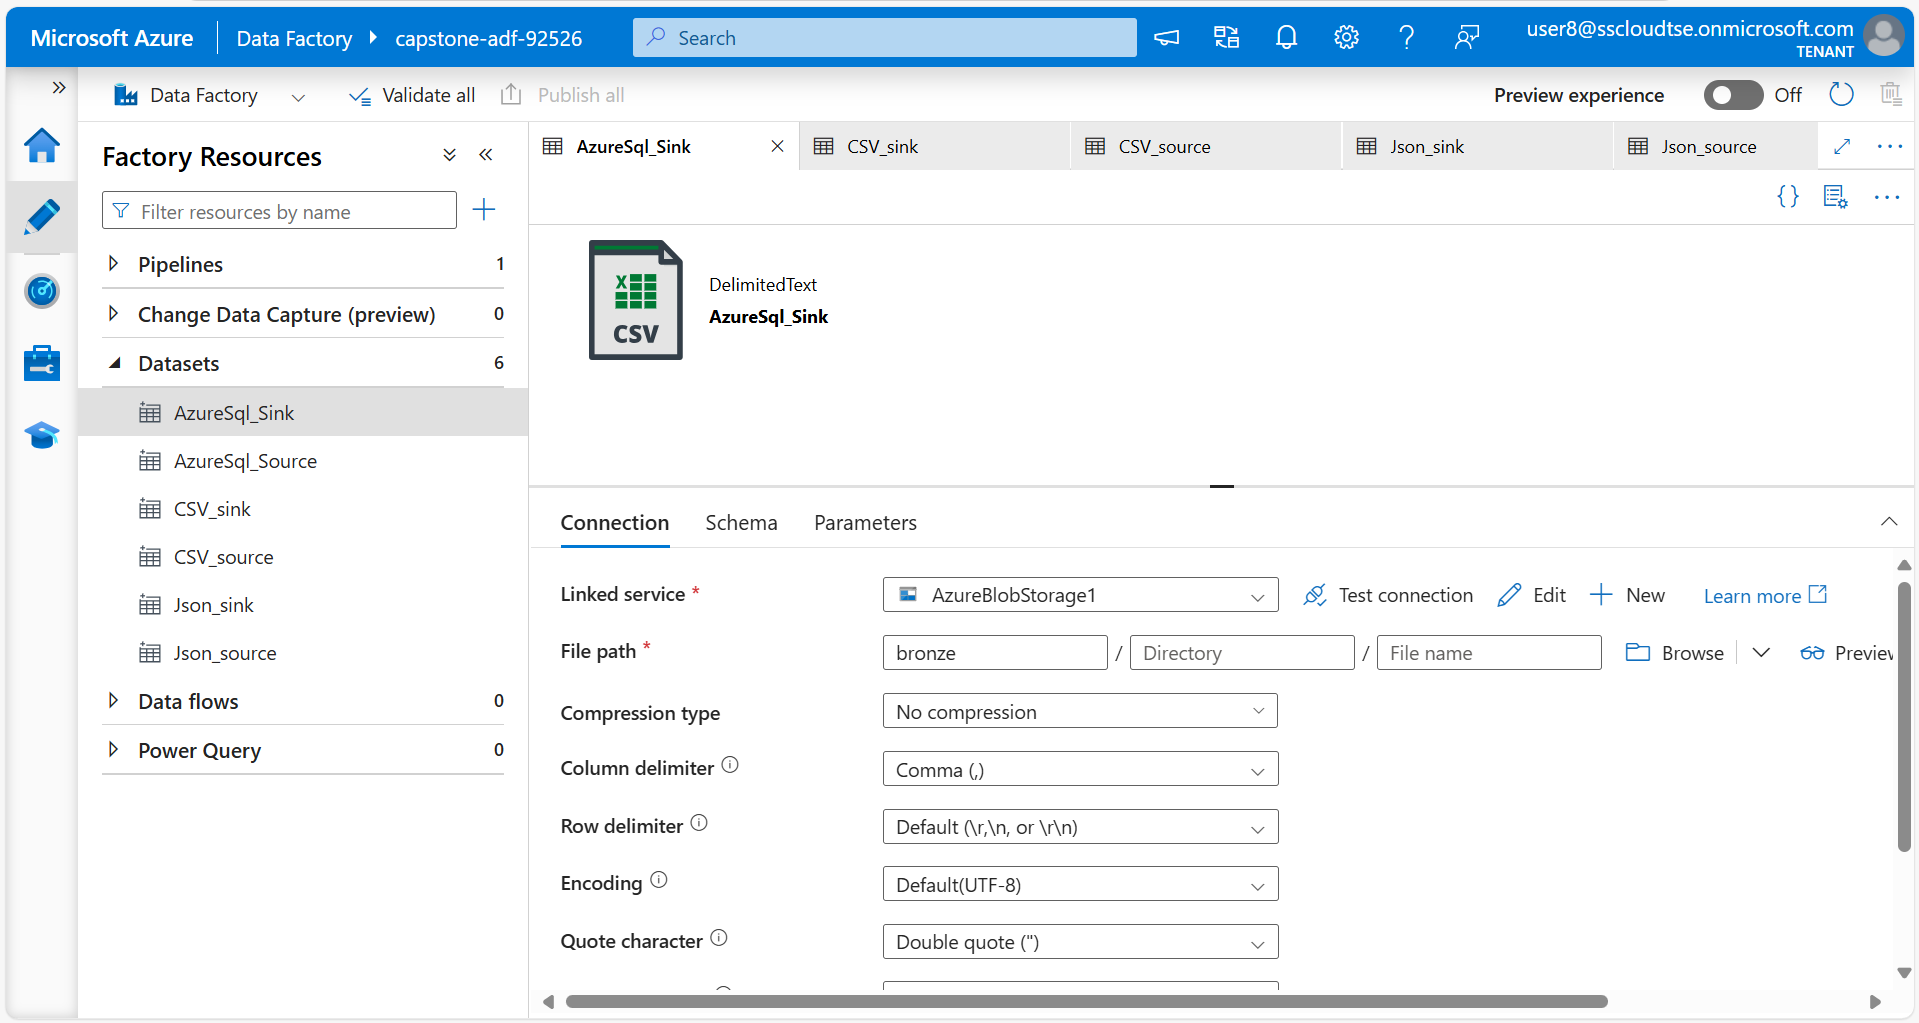 Microsoft Azure
Data Factory
capstone-adf-92526
Search
user8@sscloudtse.onmicrosoft.com
TENANT
Data Factory
Validate all
Publish all
Preview experience
Off
Factory Resources
Filter resources by name
Pipelines 1
Change Data Capture (preview) 0
Datasets 6
AzureSql_Sink
AzureSql_Source
CSV_sink
CSV_source
Json_sink
Json_source
Data flows 0
Power Query 0
AzureSql_Sink
CSV_sink
CSV_source
Json_sink
Json_source
{}
X
CSV
DelimitedText
AzureSql_Sink
Connection Schema Parameters
Linked service * AzureBlobStorage1 Test connection Edit New Learn more
File path * bronze / Directory / File name Browse Preview
Compression type No compression
Column delimiter Comma (,)
Row delimiter Default (\r,\n, or \r\n)
Encoding Default(UTF-8)
Quote character Double quote (")